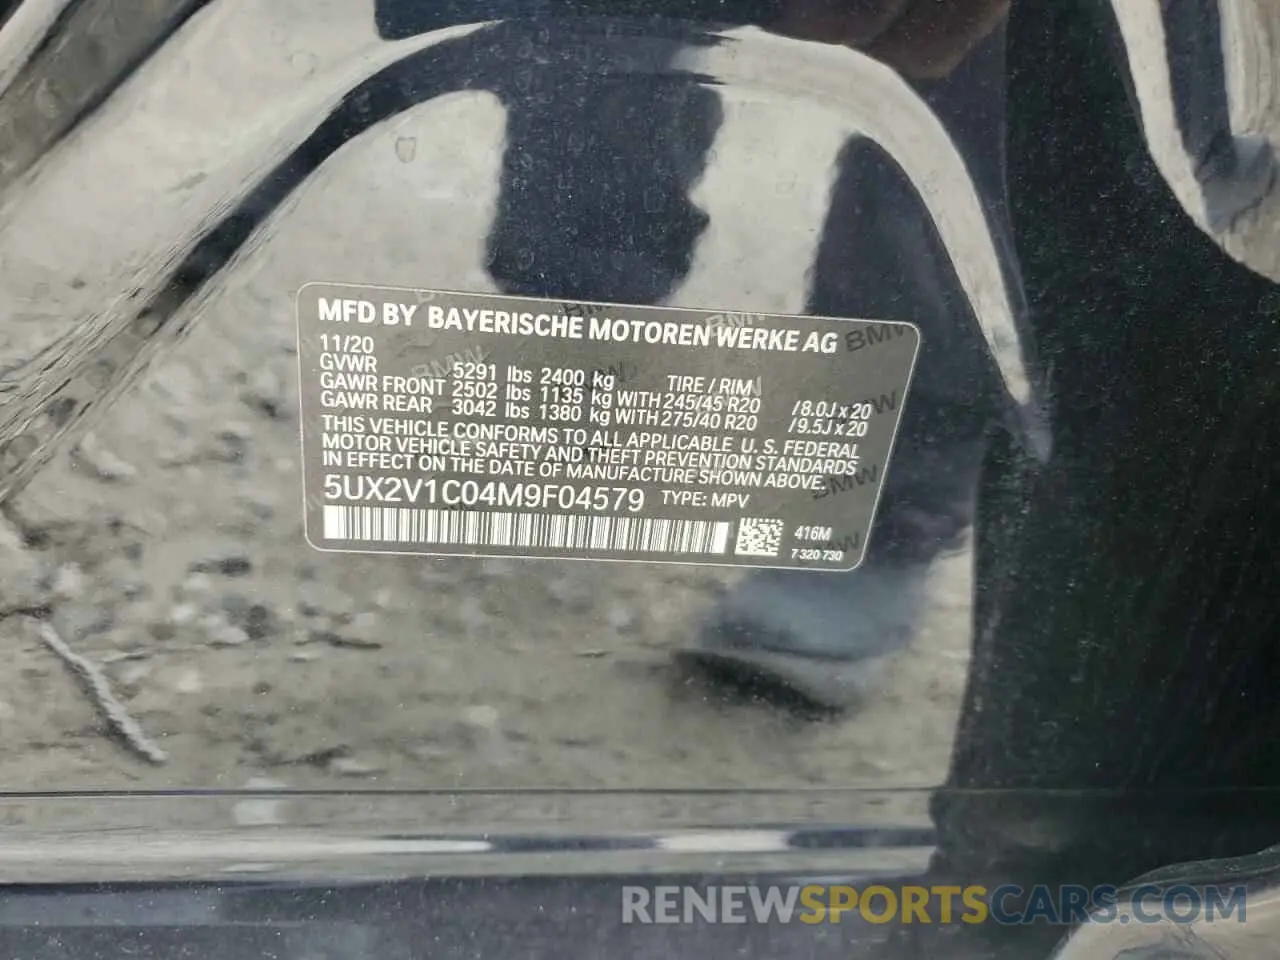 MFD BY BAYERISCHE MOTOREN WERKE AG
11/20
GVWR 5291 lbs 2400 kg TIRE / RIM
GAWR FRONT 2502 lbs 1135 kg WITH 245/45 R20 /8.0J x 20
GAWR REAR 3042 lbs 1380 kg WITH 275/40 R20 /9.5J x 20
THIS VEHICLE CONFORMS TO ALL APPLICABLE U. S. FEDERAL
MOTOR VEHICLE SAFETY AND THEFT PREVENTION STANDARDS
IN EFFECT ON THE DATE OF MANUFACTURE SHOWN ABOVE.
5UX2V1C04M9F04579 TYPE: MPV
416M
7 320 730
RENEWSPORTSCARS.COM